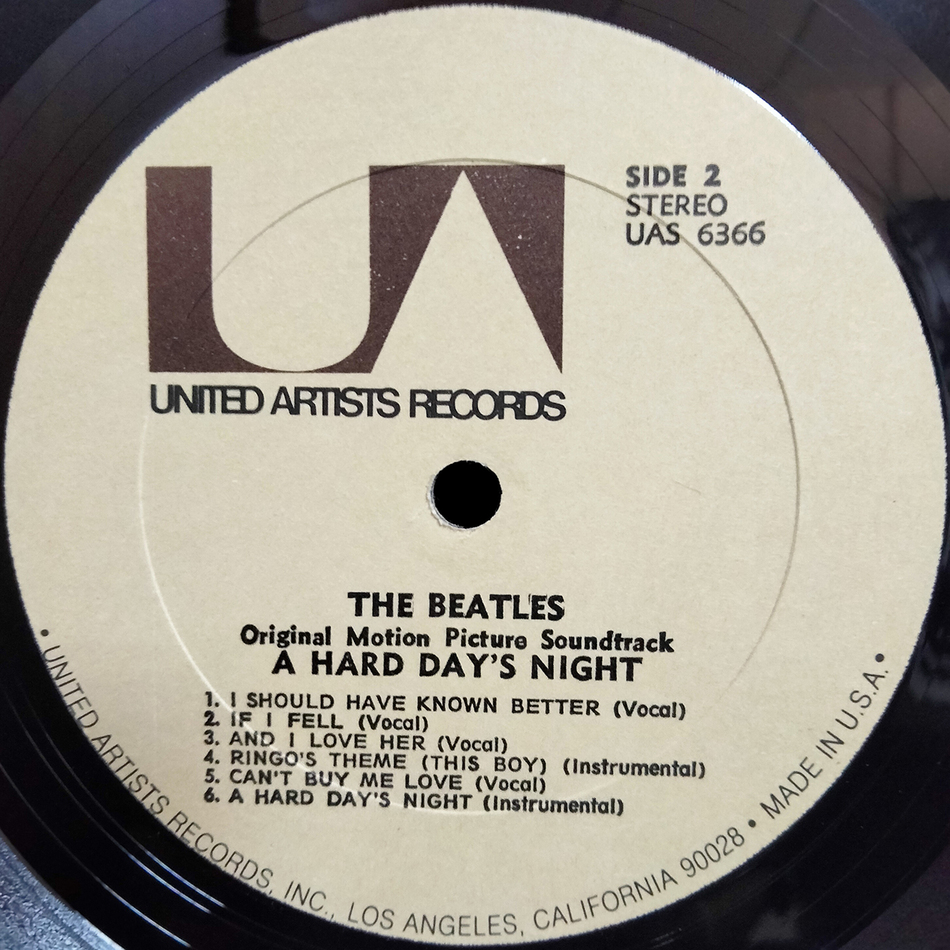 UA
SIDE 2
STEREO
UAS 6366
UNITED ARTISTS RECORDS
THE BEATLES
Original Motion Picture Soundtrack
A HARD DAY'S NIGHT
1. I SHOULD HAVE KNOWN BETTER (Vocal)
2. IF I FELL (Vocal)
3. AND I LOVE HER (Vocal)
4. RINGO'S THEME (THIS BOY) (Instrumental)
5. CAN'T BUY ME LOVE (Vocal)
6. A HARD DAY'S NIGHT (Instrumental)
• UNITED ARTISTS RECORDS, INC., LOS ANGELES, CALIFORNIA 90028 • MADE IN U.S.A. •